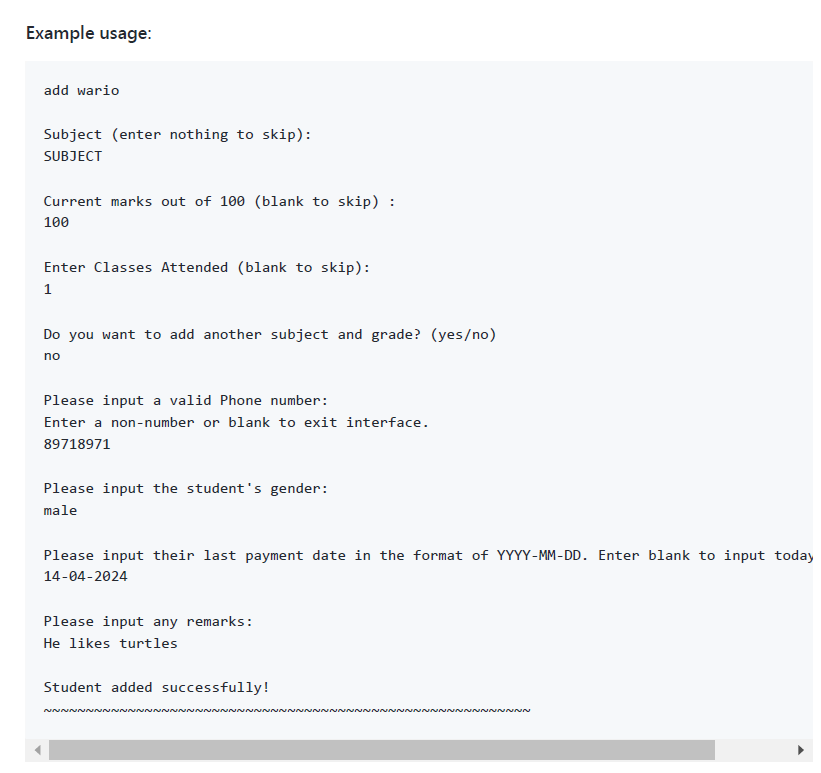 Example usage:
add wario
Subject (enter nothing to skip):
SUBJECT
Current marks out of 100 (blank to skip) :
100
Enter Classes Attended (blank to skip):
1
Do you want to add another subject and grade? (yes/no)
no
Please input a valid Phone number:
Enter a non-number or blank to exit interface.
89718971
Please input the student's gender:
male
Please input their last payment date in the format of YYYY-MM-DD. Enter blank to input today
14-04-2024
Please input any remarks:
He likes turtles
Student added successfully!
~~~~~~~~~~~~~~~~~~~~~~~~~~~~~~~~~~~~~~~~~~~~~~~~~~~~~~~~~~